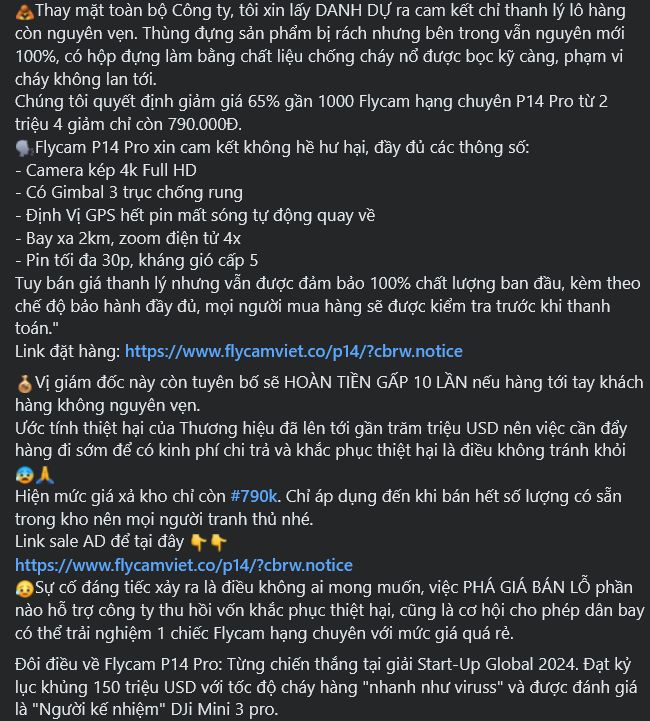 🙇Thay mặt toàn bộ Công ty, tôi xin lấy DANH DỰ ra cam kết chỉ thanh lý lô hàng
còn nguyên vẹn. Thùng đựng sản phẩm bị rách nhưng bên trong vẫn nguyên mới
100%, có hộp đựng làm bằng chất liệu chống cháy nổ được bọc kỹ càng, phạm vi
cháy không lan tới.
Chúng tôi quyết định giảm giá 65% gần 1000 Flycam hạng chuyên P14 Pro từ 2
triệu 4 giảm chỉ còn 790.000Đ.
🗣Flycam P14 Pro xin cam kết không hề hư hại, đầy đủ các thông số:
- Camera kép 4k Full HD
- Có Gimbal 3 trục chống rung
- Định Vị GPS hết pin mất sóng tự động quay về
- Bay xa 2km, zoom điện tử 4x
- Pin tối đa 30p, kháng gió cấp 5
Tuy bán giá thanh lý nhưng vẫn được đảm bảo 100% chất lượng ban đầu, kèm theo
chế độ bảo hành đầy đủ, mọi người mua hàng sẽ được kiểm tra trước khi thanh
toán."
Link đặt hàng: https://www.flycamviet.co/p14/?cbrw.notice
💰Vị giám đốc này còn tuyên bố sẽ HOÀN TIỀN GẤP 10 LẦN nếu hàng tới tay khách
hàng không nguyên vẹn.
Ước tính thiệt hại của Thương hiệu đã lên tới gần trăm triệu USD nên việc cần đẩy
hàng đi sớm để có kinh phí chi trả và khắc phục thiệt hại là điều không tránh khỏi
😰🙏
Hiện mức giá xả kho chỉ còn #790k. Chỉ áp dụng đến khi bán hết số lượng có sẵn
trong kho nên mọi người tranh thủ nhé.
Link sale AD để tại đây 👇👇
https://www.flycamviet.co/p14/?cbrw.notice
😥Sự cố đáng tiếc xảy ra là điều không ai mong muốn, việc PHÁ GIÁ BÁN LỖ phần
nào hỗ trợ công ty thu hồi vốn khắc phục thiệt hại, cũng là cơ hội cho phép dân bay
có thể trải nghiệm 1 chiếc Flycam hạng chuyên với mức giá quá rẻ.
Đôi điều về Flycam P14 Pro: Từng chiến thắng tại giải Start-Up Global 2024. Đạt kỷ
lục khủng 150 triệu USD với tốc độ cháy hàng "nhanh như viruss" và được đánh giá
là "Người kế nhiệm" DJi Mini 3 pro.